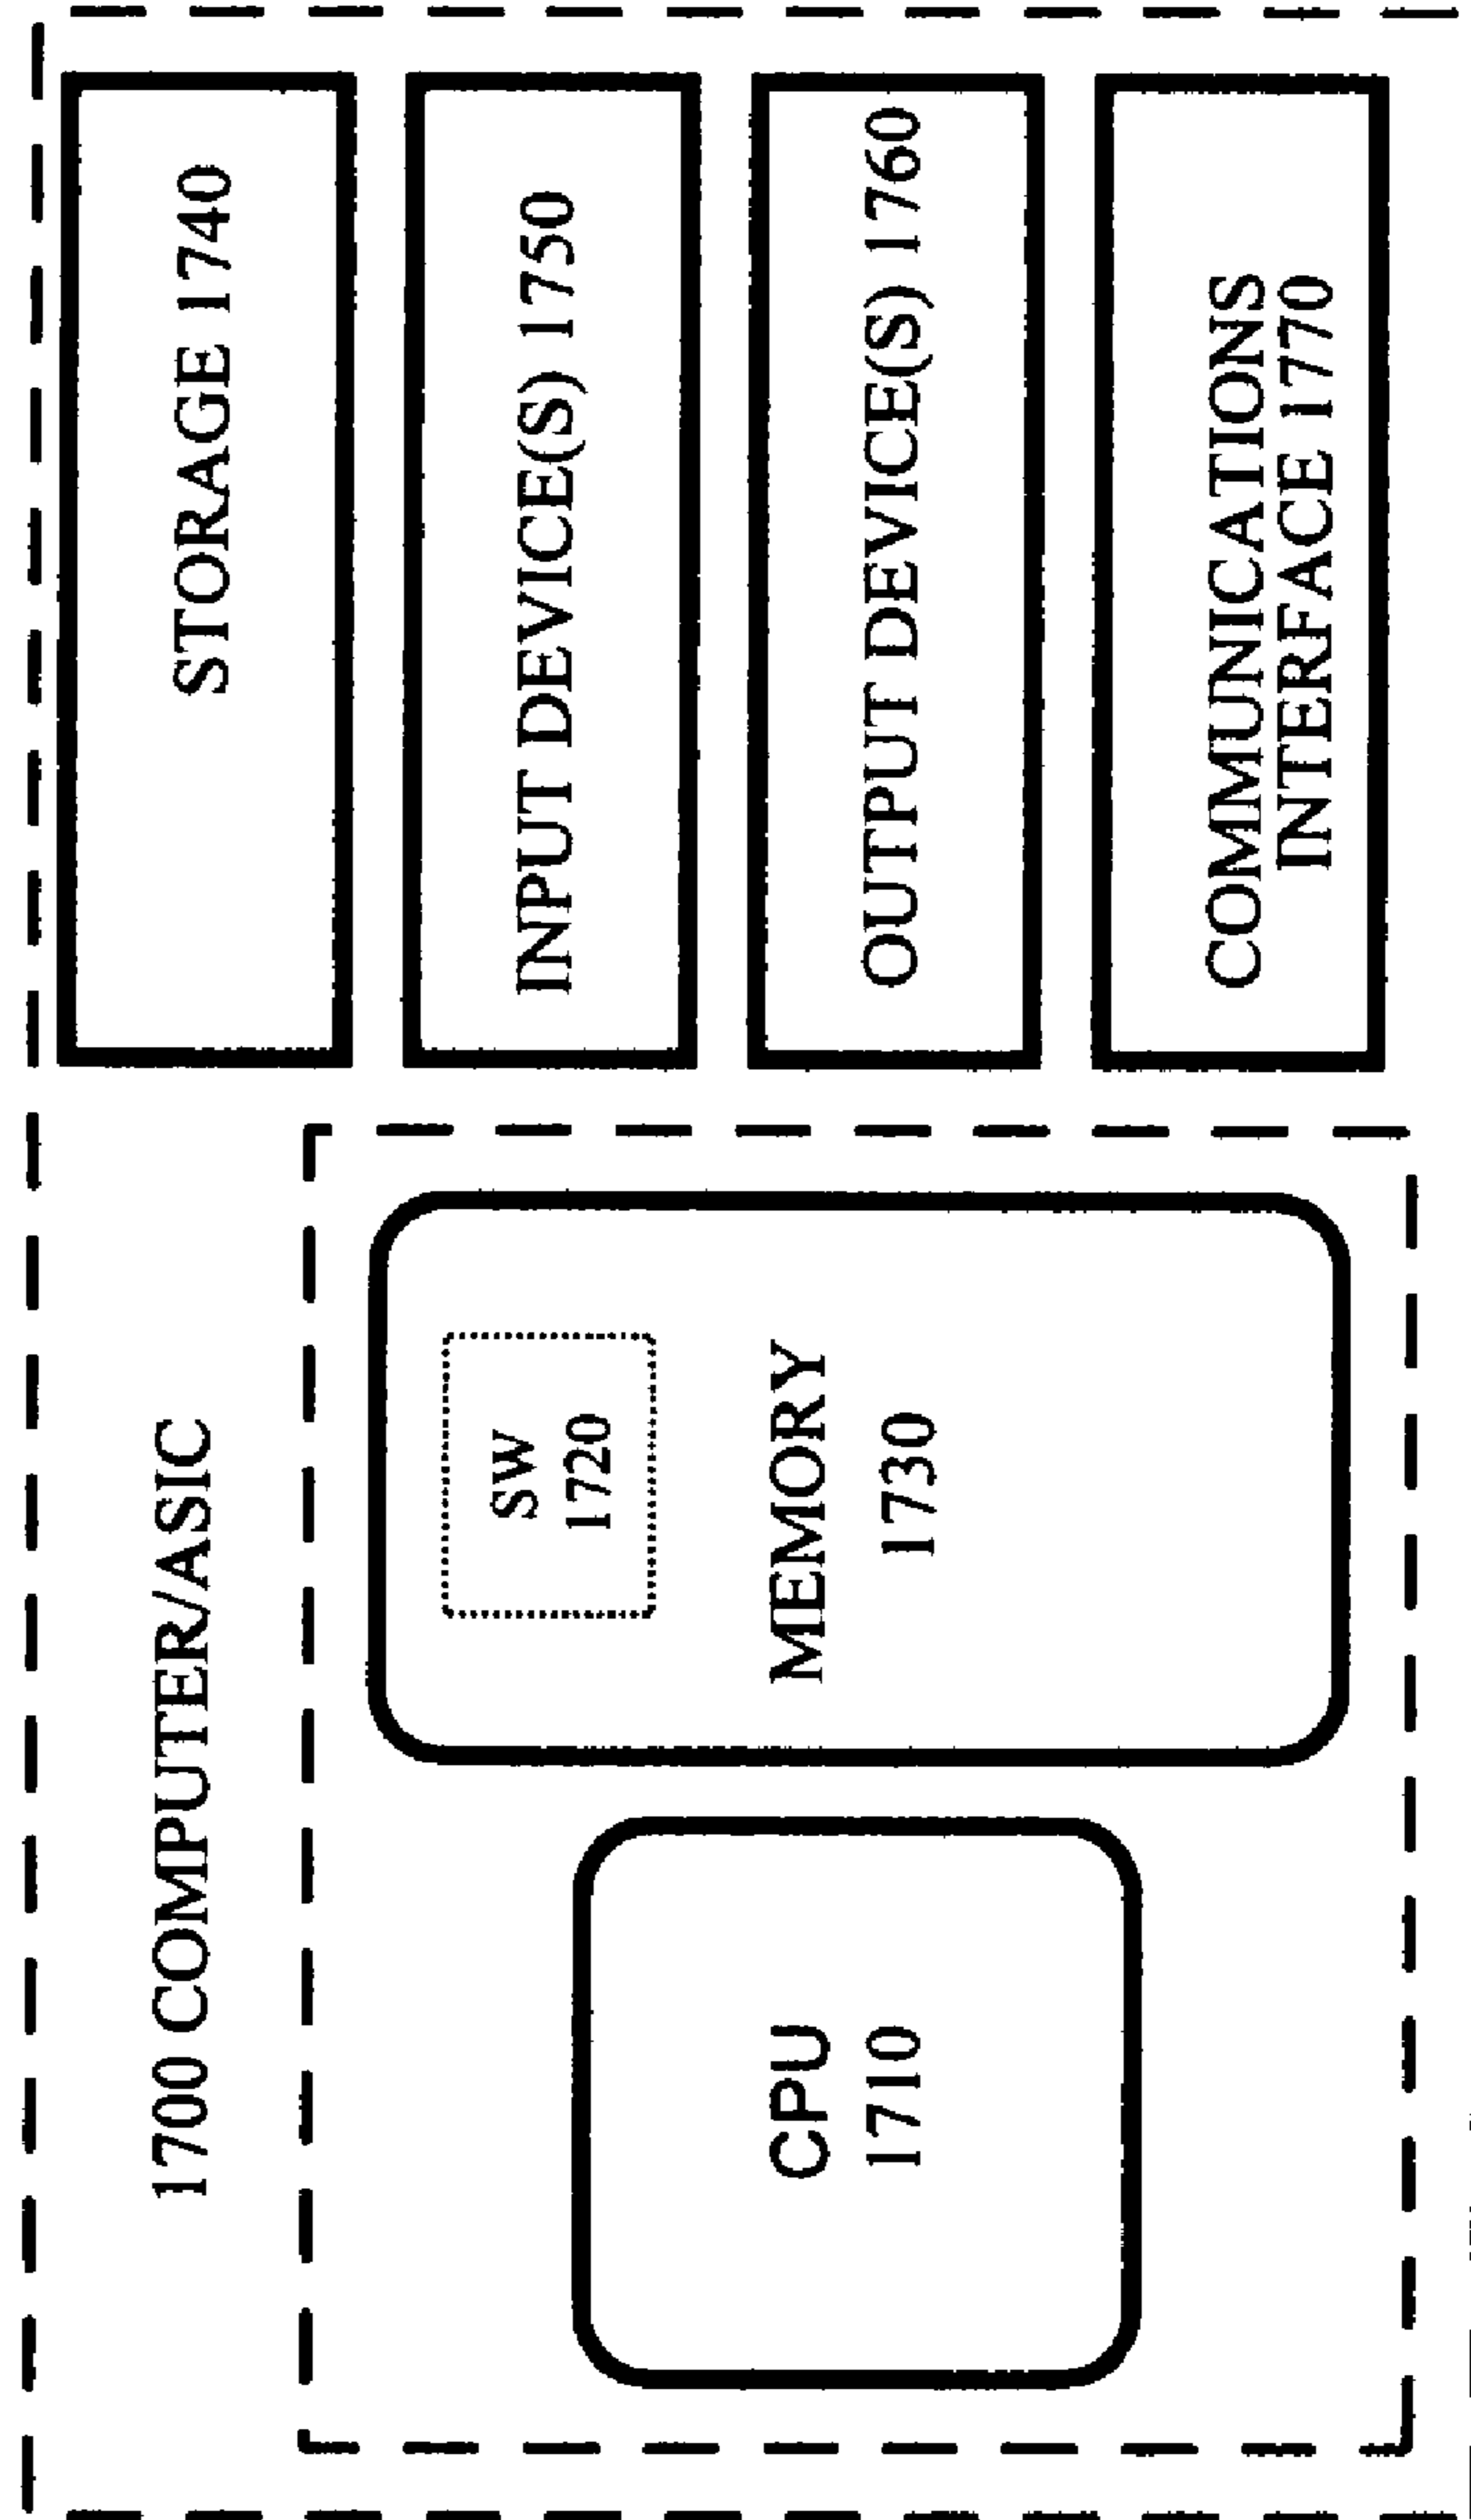 1700 COMPUTER/ASIC
CPU
1710
SW
1720
MEMORY
1730
STORAGE 1740
INPUT DEVICE(S) 1750
OUTPUT DEVICE(S) 1760
COMMUNICATIONS
INTERFACE 1770